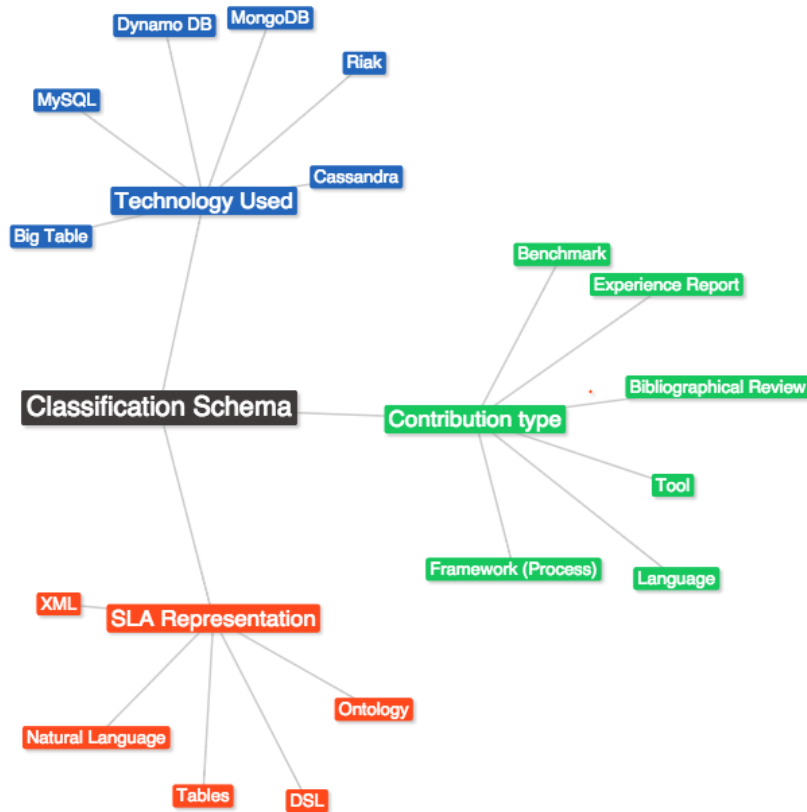 Dynamo DB
MongoDB
Riak
MySQL
Cassandra
Technology Used
Big Table
Benchmark
Experience Report
Bibliographical Review
Classification Schema
Contribution type
Tool
Framework (Process)
Language
XML
SLA Representation
Ontology
Natural Language
Tables
DSL